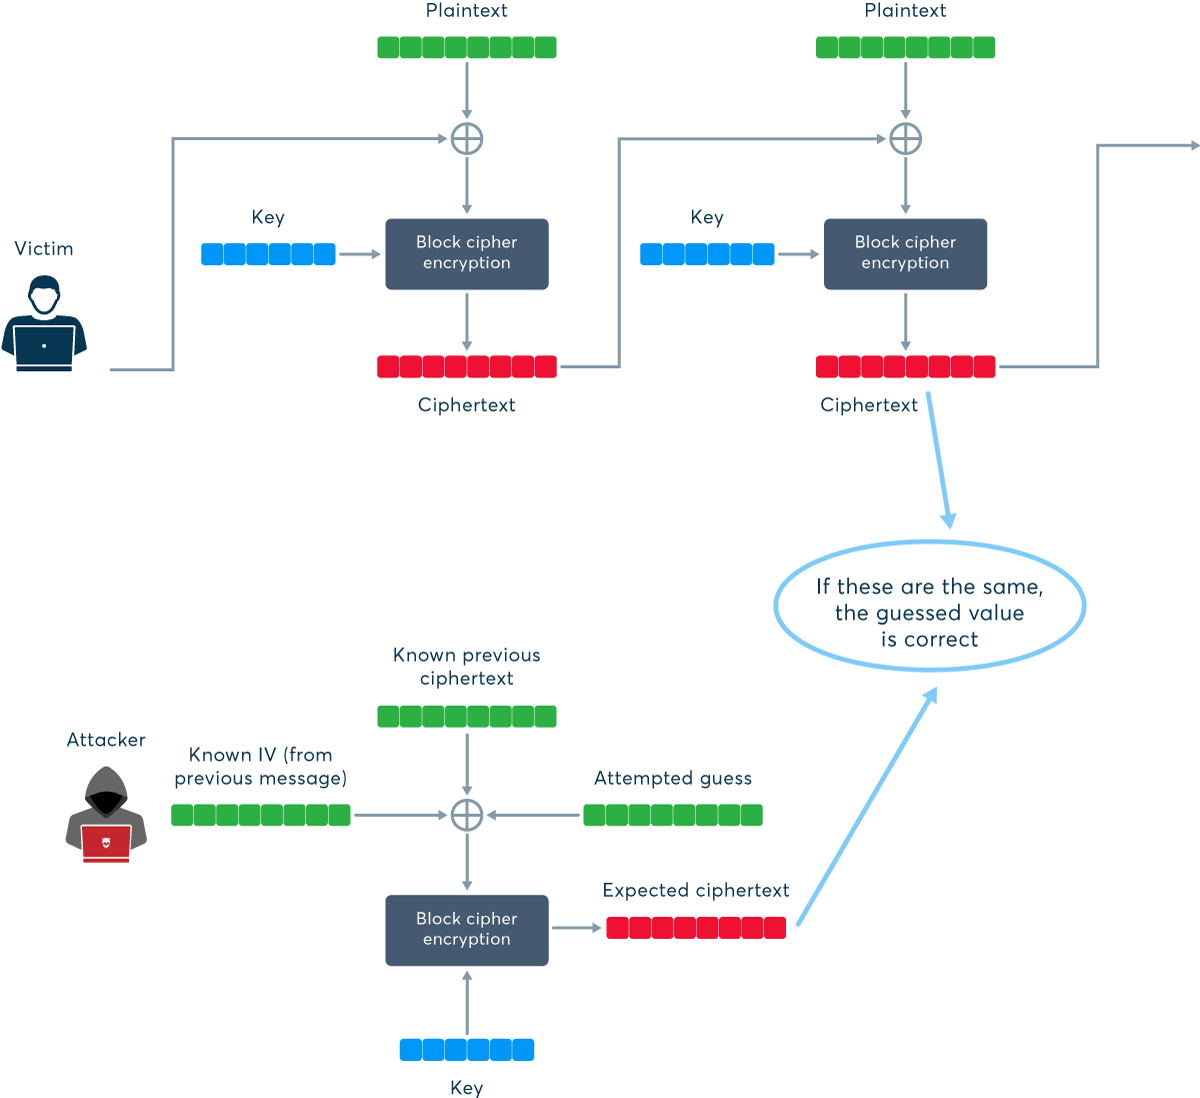 Plaintext
Plaintext
Key
Key
Victim
Block cipher
encryption
Block cipher
encryption
Ciphertext
Ciphertext
If these are the same,
the guessed value
is correct
Known previous
ciphertext
Attacker
Known IV (from
previous message)
Attempted guess
Expected ciphertext
Block cipher
encryption
Key